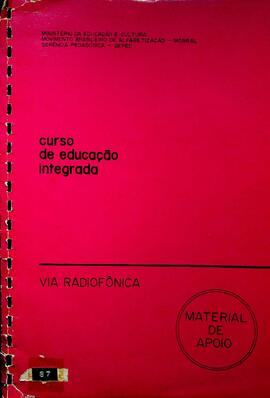 MINISTÉRIO DA EDUCAÇÃO E CULTURA
MOVIMENTO BRASILEIRO DE ALFABETIZAÇÃO — MOBRAL
GERÊNCIA PEDAGÓGICA — GEPED
curso
de educação
integrada
VIA RADIOFÔNICA
MATERIAL
DE
APOIO
87